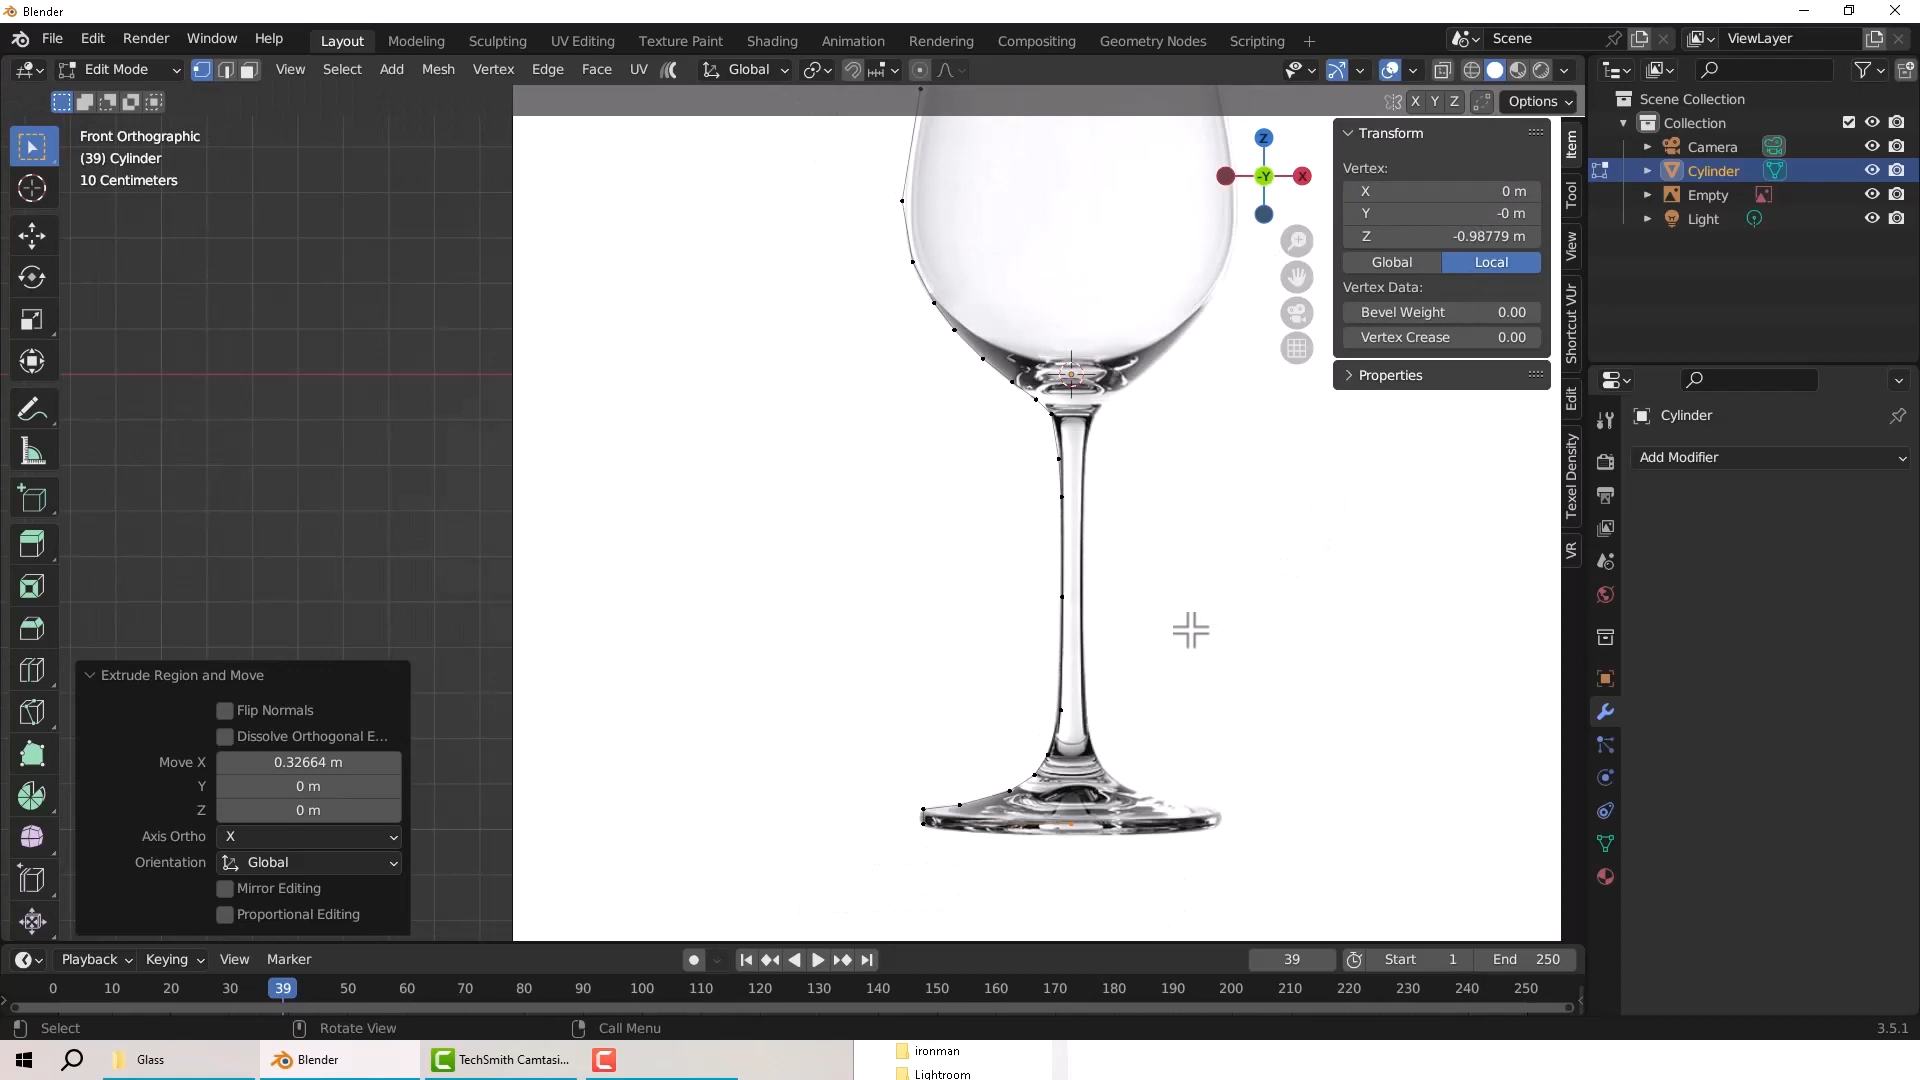 Blender
File Edit Render Window Help
Layout Modeling Sculpting UV Editing Texture Paint Shading Animation Rendering Compositing Geometry Nodes Scripting +
Scene
ViewLayer
Edit Mode
View Select Add Mesh Vertex Edge Face UV
Global
X Y Z
Options
Front Orthographic
(39) Cylinder
10 Centimeters
Z
-Y
X
Transform
Vertex:
X 0 m
Y -0 m
Z -0.98779 m
Global Local
Vertex Data:
Bevel Weight 0.00
Vertex Crease 0.00
Properties
Item
Tool
View
Shortcut VUr
Edit
Texel Density
VR
Scene Collection
Collection
Camera
Cylinder
Empty
Light
Cylinder
Add Modifier
Extrude Region and Move
Flip Normals
Dissolve Orthogonal E...
Move X 0.32664 m
Y 0 m
Z 0 m
Axis Ortho X
Orientation Global
Mirror Editing
Proportional Editing
Playback Keying View Marker
39
Start 1
End 250
0 10 20 30 39 50 60 70 80 90 100 110 120 130 140 150 160 170 180 190 200 210 220 230 240 250
Select
Rotate View
Call Menu
3.5.1
Glass
Blender
TechSmith Camtasi...
ironman
Lightroom